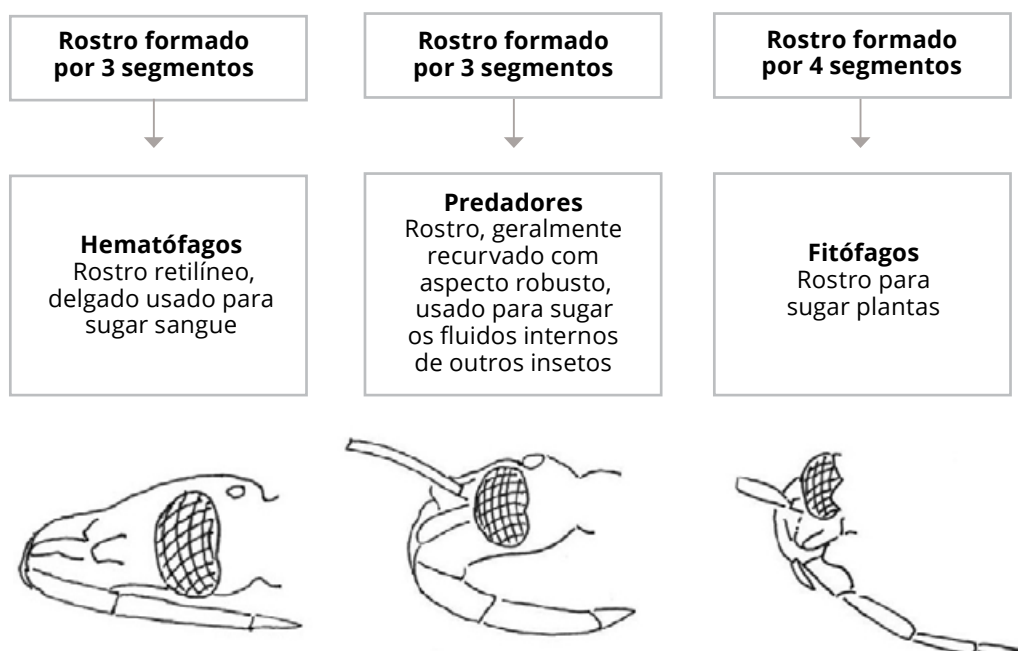 Rostro formado
por 3 segmentos
Hematófagos
Rostro retilíneo,
delgado usado para
sugar sangue
Rostro formado
por 3 segmentos
Predadores
Rostro, geralmente
recurvado com
aspecto robusto,
usado para sugar
os fluidos internos
de outros insetos
Rostro formado
por 4 segmentos
Fitófagos
Rostro para
sugar plantas